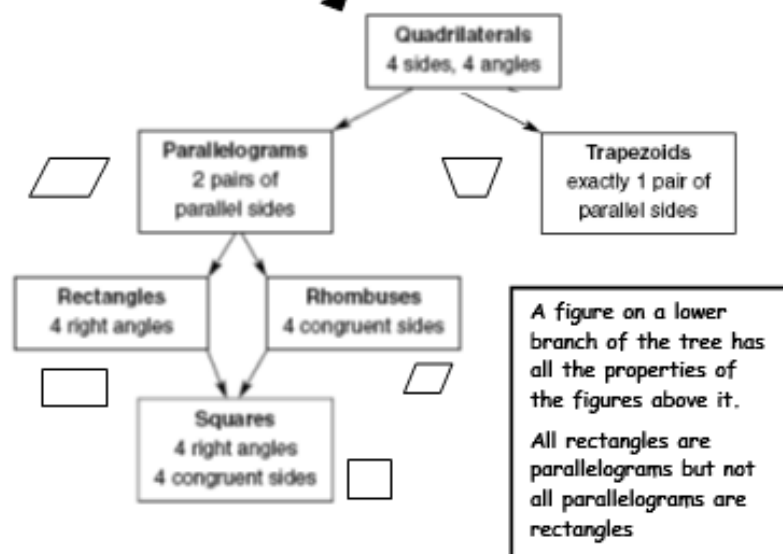 Quadrilaterals
4 sides, 4 angles
Parallelograms
2 pairs of
parallel sides
Trapezoids
exactly 1 pair of
parallel sides
Rectangles
4 right angles
Rhombuses
4 congruent sides
Squares
4 right angles
4 congruent sides
A figure on a lower
branch of the tree has
all the properties of
the figures above it.
All rectangles are
parallelograms but not
all parallelograms are
rectangles